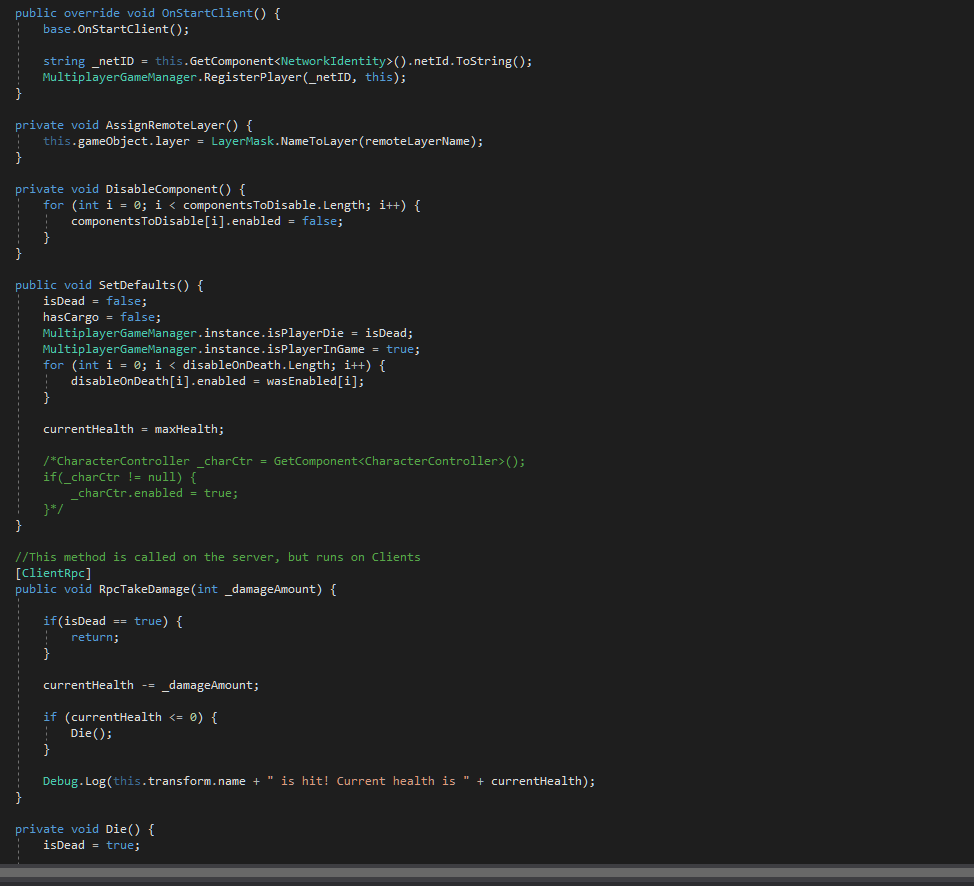 public override void OnStartClient() {
base.OnStartClient();
string _netID = this.GetComponent<NetworkIdentity>().netId.ToString();
MultiplayerGameManager.RegisterPlayer(_netID, this);
}
private void AssignRemoteLayer() {
this.gameObject.layer = LayerMask.NameToLayer(remoteLayerName);
}
private void DisableComponent() {
for (int i = 0; i < componentsToDisable.Length; i++) {
componentsToDisable[i].enabled = false;
}
}
public void SetDefaults() {
isDead = false;
hasCargo = false;
MultiplayerGameManager.instance.isPlayerDie = isDead;
MultiplayerGameManager.instance.isPlayerInGame = true;
for (int i = 0; i < disableOnDeath.Length; i++) {
disableOnDeath[i].enabled = wasEnabled[i];
}
currentHealth = maxHealth;
/*CharacterController _charCtr = GetComponent<CharacterController>();
if(_charCtr != null) {
_charCtr.enabled = true;
}*/
}
//This method is called on the server, but runs on Clients
[ClientRpc]
public void RpcTakeDamage(int _damageAmount) {
if(isDead == true) {
return;
}
currentHealth -= _damageAmount;
if (currentHealth <= 0) {
Die();
}
Debug.Log(this.transform.name + " is hit! Current health is " + currentHealth);
}
private void Die() {
isDead = true;